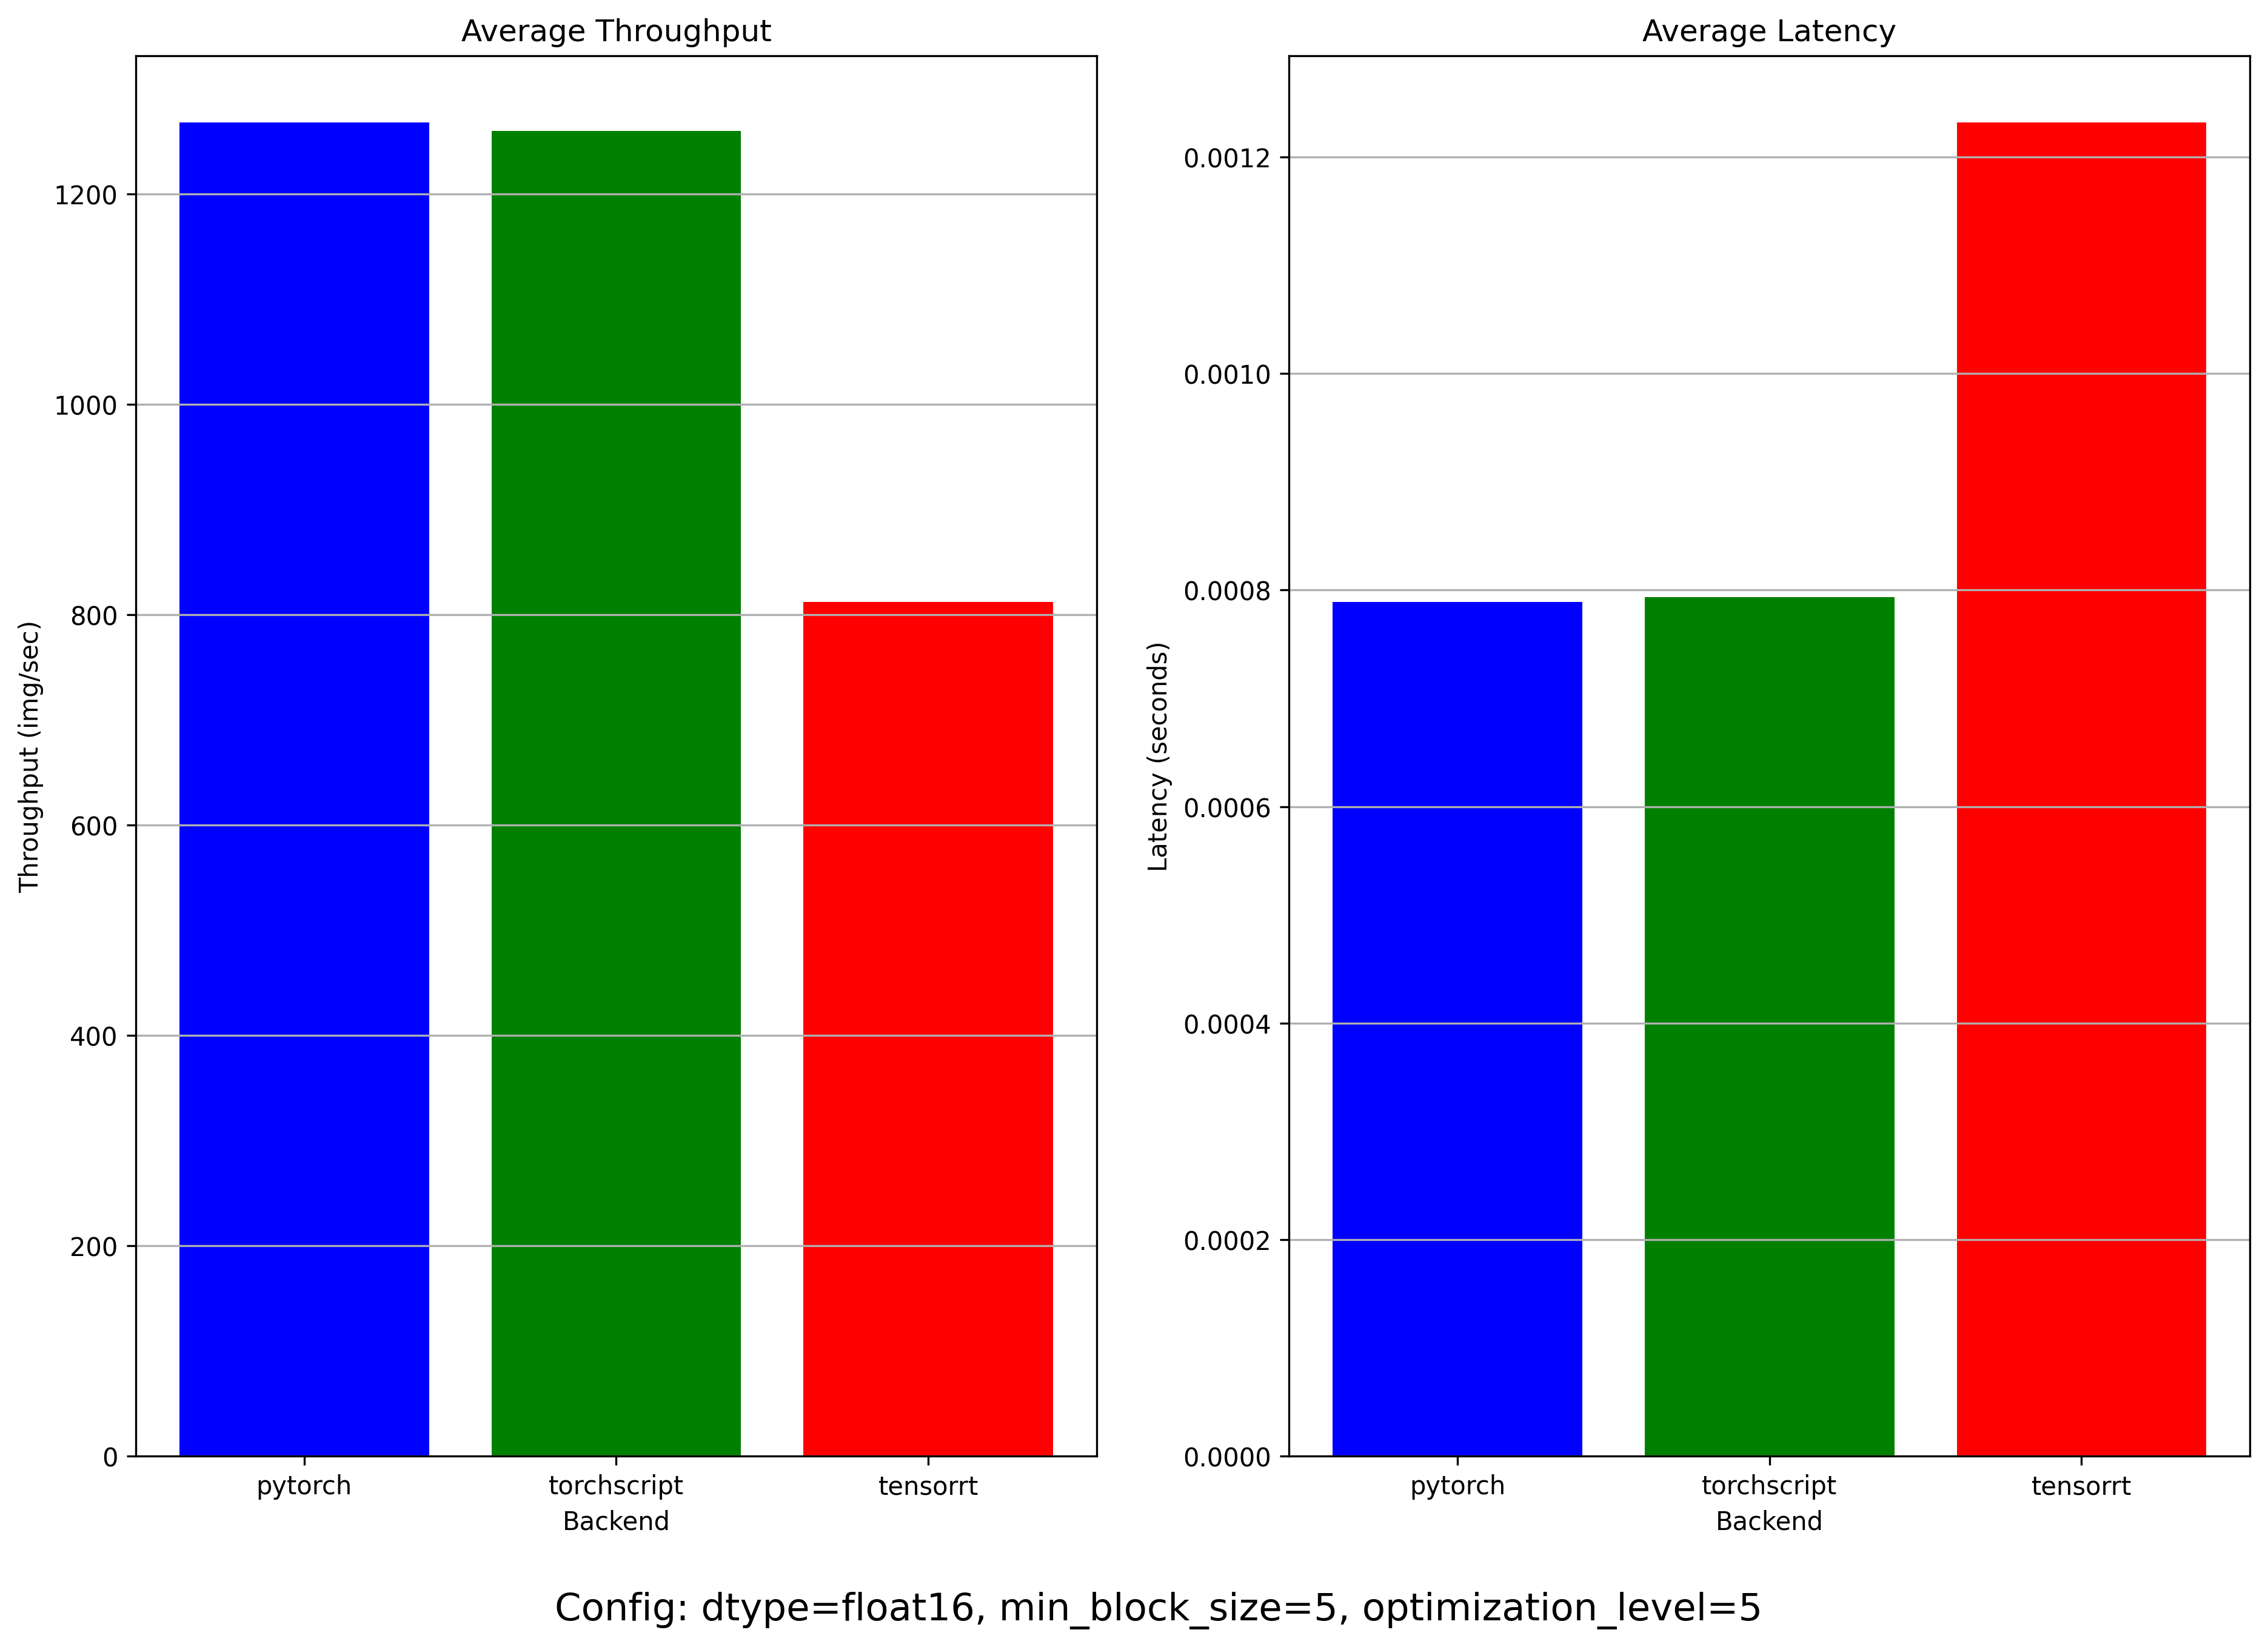 Average Throughput
Throughput (img/sec)
1200
1000
800
600
400
200
0
pytorch torchscript tensorrt
Backend
Average Latency
Latency (seconds)
0.0012
0.0010
0.0008
0.0006
0.0004
0.0002
0.0000
pytorch torchscript tensorrt
Backend
Config: dtype=float16, min_block_size=5, optimization_level=5